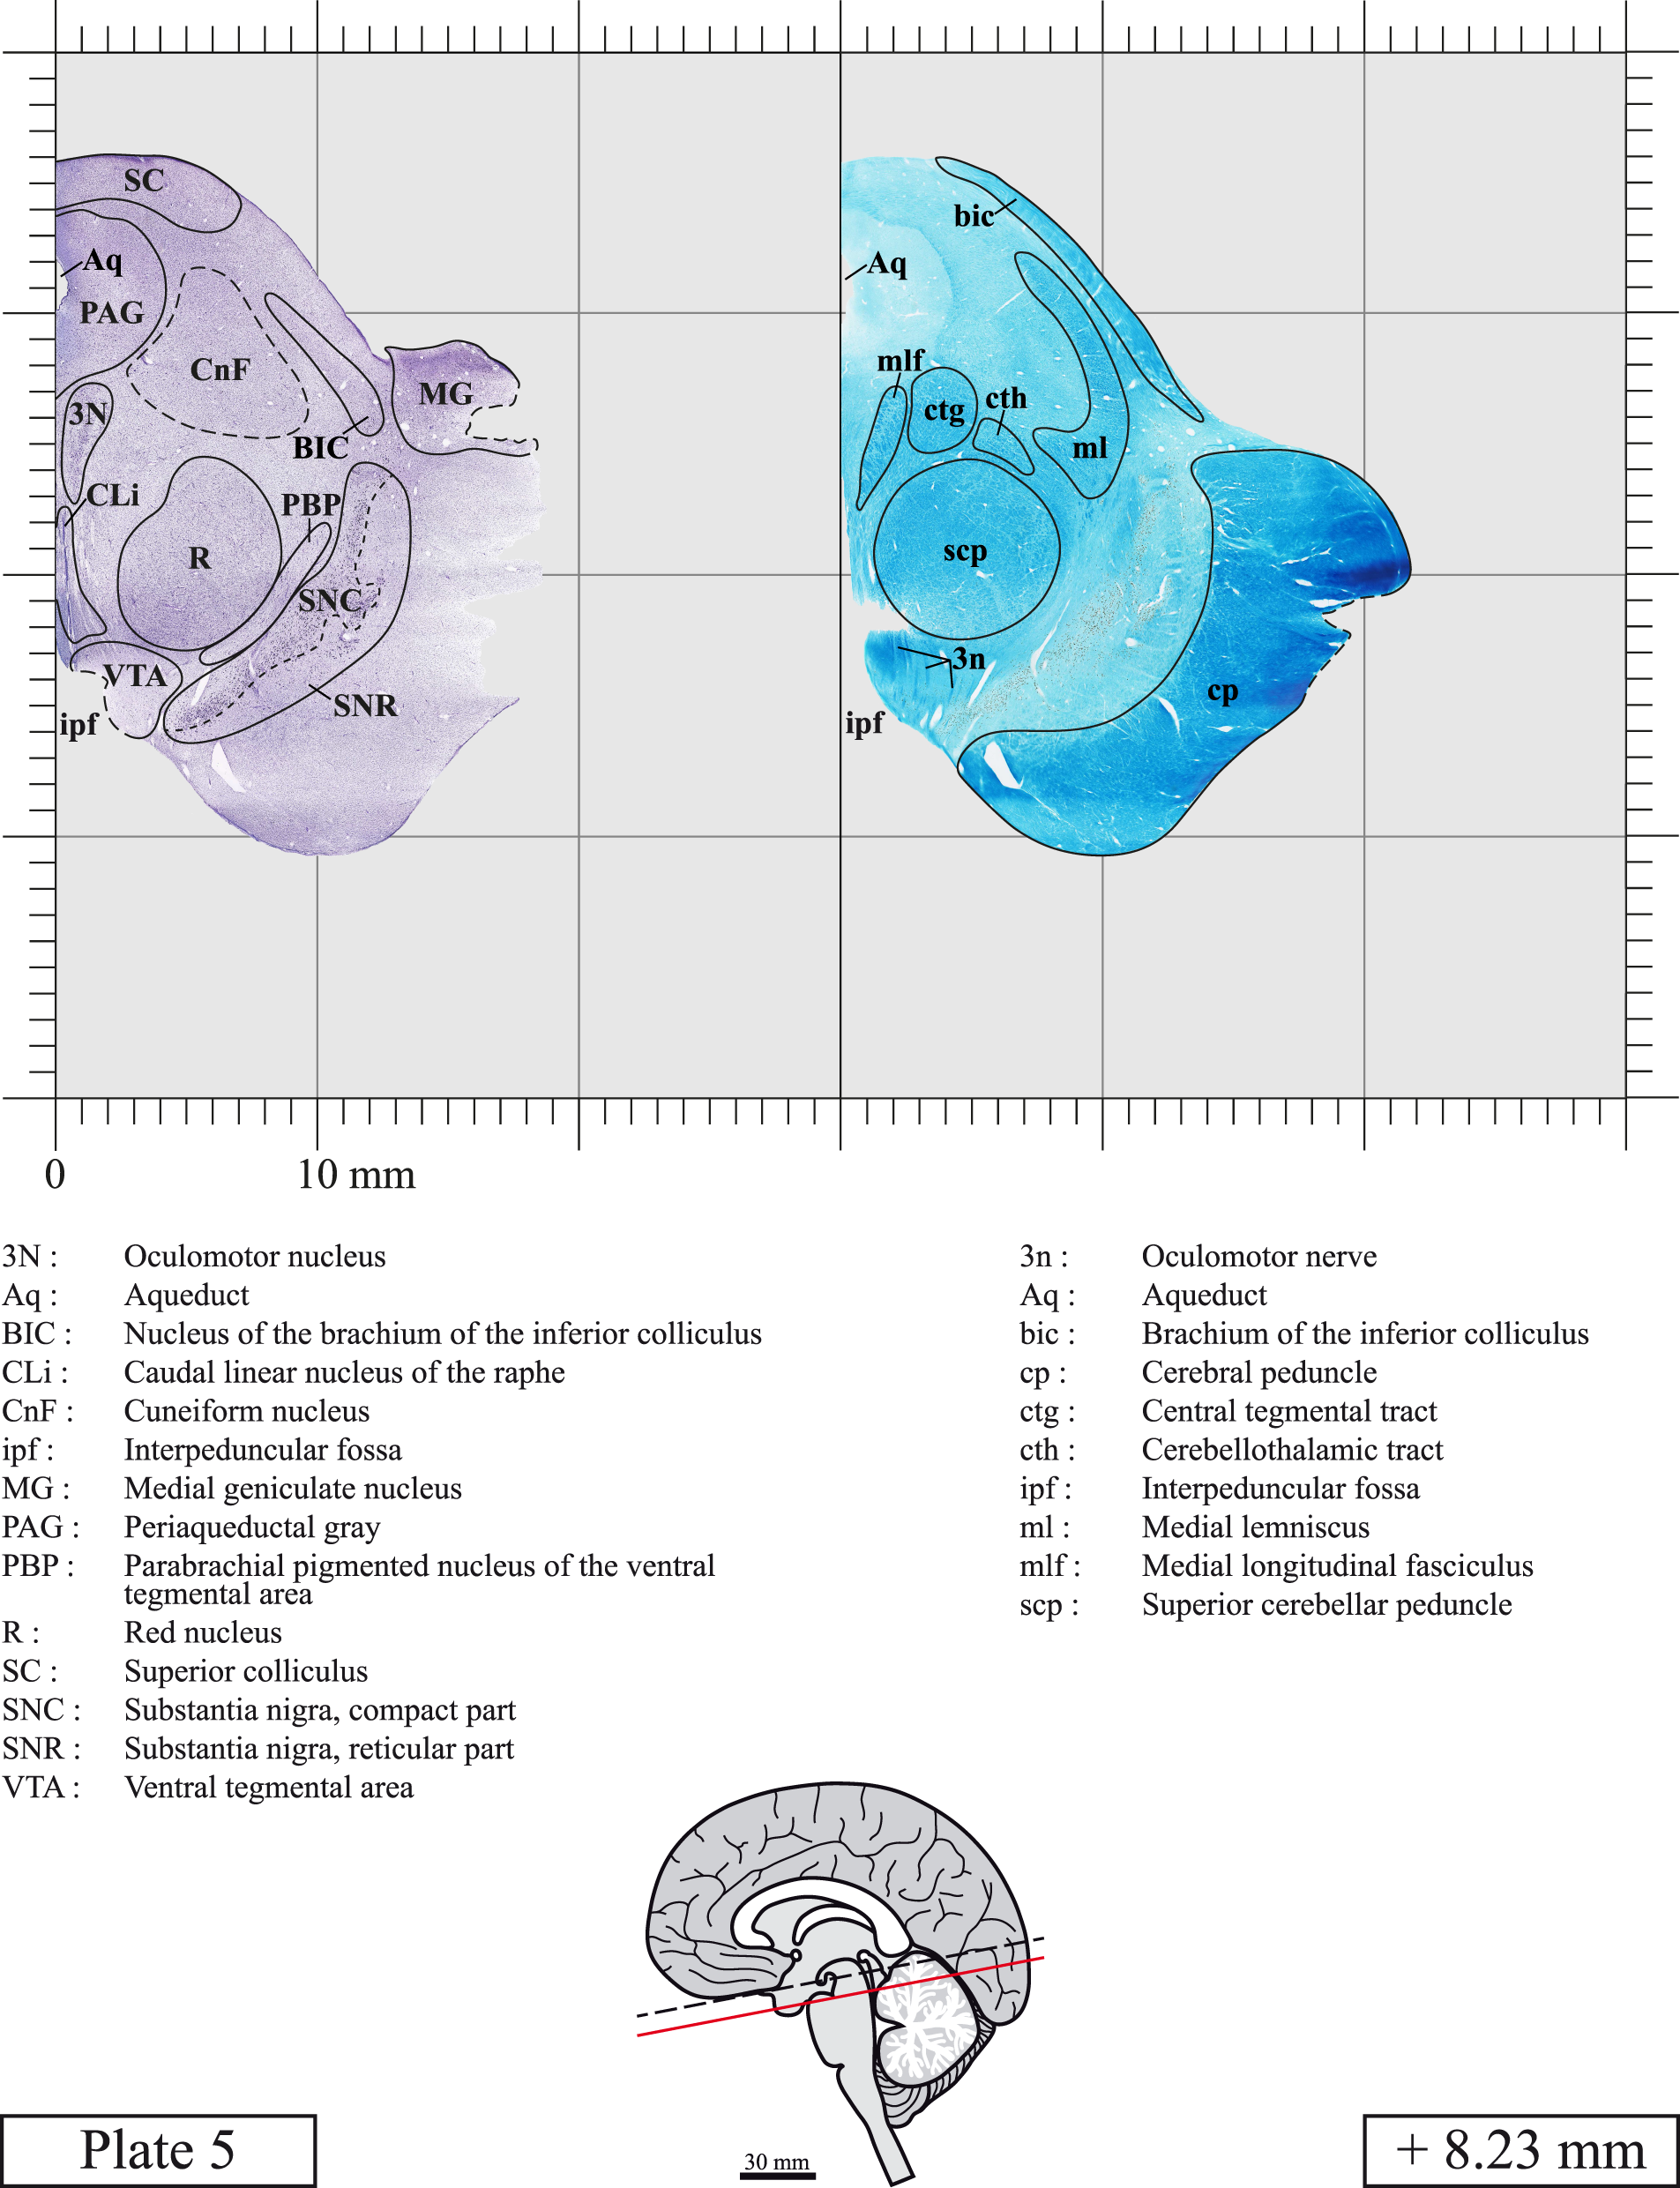 SC
Aq
PAG
CnF
MG
3N
BIC
CLi
PBP
R
SNC
VTA
SNR
ipf
bic
Aq
mlf
ctg
cth
ml
scp
3n
cp
ipf
0
10 mm
3N : Oculomotor nucleus
Aq : Aqueduct
BIC : Nucleus of the brachium of the inferior colliculus
CLi : Caudal linear nucleus of the raphe
CnF : Cuneiform nucleus
ipf : Interpeduncular fossa
MG : Medial geniculate nucleus
PAG : Periaqueductal gray
PBP : Parabrachial pigmented nucleus of the ventral
tegmental area
R : Red nucleus
SC : Superior colliculus
SNC : Substantia nigra, compact part
SNR : Substantia nigra, reticular part
VTA : Ventral tegmental area
3n : Oculomotor nerve
Aq : Aqueduct
bic : Brachium of the inferior colliculus
cp : Cerebral peduncle
ctg : Central tegmental tract
cth : Cerebellothalamic tract
ipf : Interpeduncular fossa
ml : Medial lemniscus
mlf : Medial longitudinal fasciculus
scp : Superior cerebellar peduncle
Plate 5
30 mm
+ 8.23 mm